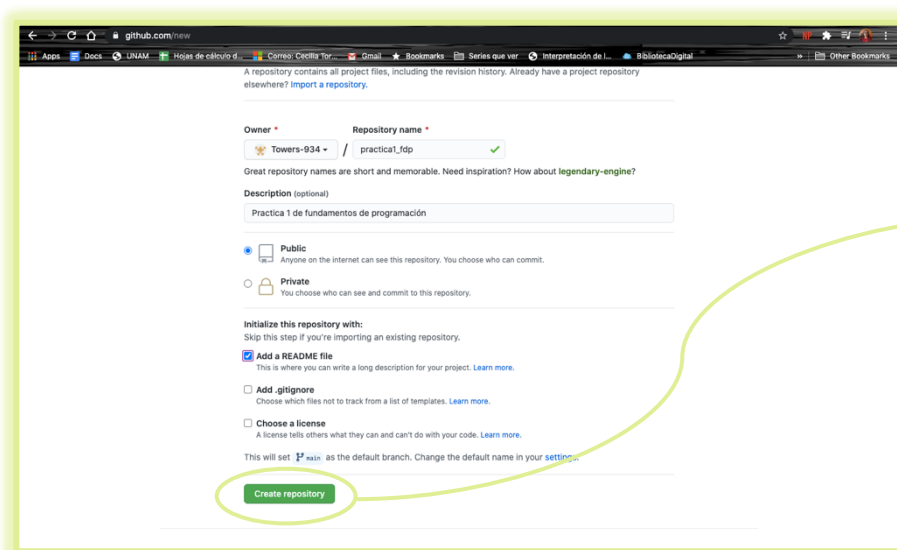 github.com/new
Apps Docs UNAM Hojas de cálculo d... Correo: Cecilia Tor... Gmail Bookmarks Series que ver Interpretación de l... BibliotecaDigital » Other Bookmarks
A repository contains all project files, including the revision history. Already have a project repository
elsewhere? Import a repository.
Owner * Repository name *
Towers-934 / practica1_fdp
Great repository names are short and memorable. Need inspiration? How about legendary-engine?
Description (optional)
Practica 1 de fundamentos de programación
Public
Anyone on the internet can see this repository. You choose who can commit.
Private
You choose who can see and commit to this repository.
Initialize this repository with:
Skip this step if you're importing an existing repository.
Add a README file
This is where you can write a long description for your project. Learn more.
Add .gitignore
Choose which files not to track from a list of templates. Learn more.
Choose a license
A license tells others what they can and can't do with your code. Learn more.
This will set main as the default branch. Change the default name in your settings.
Create repository